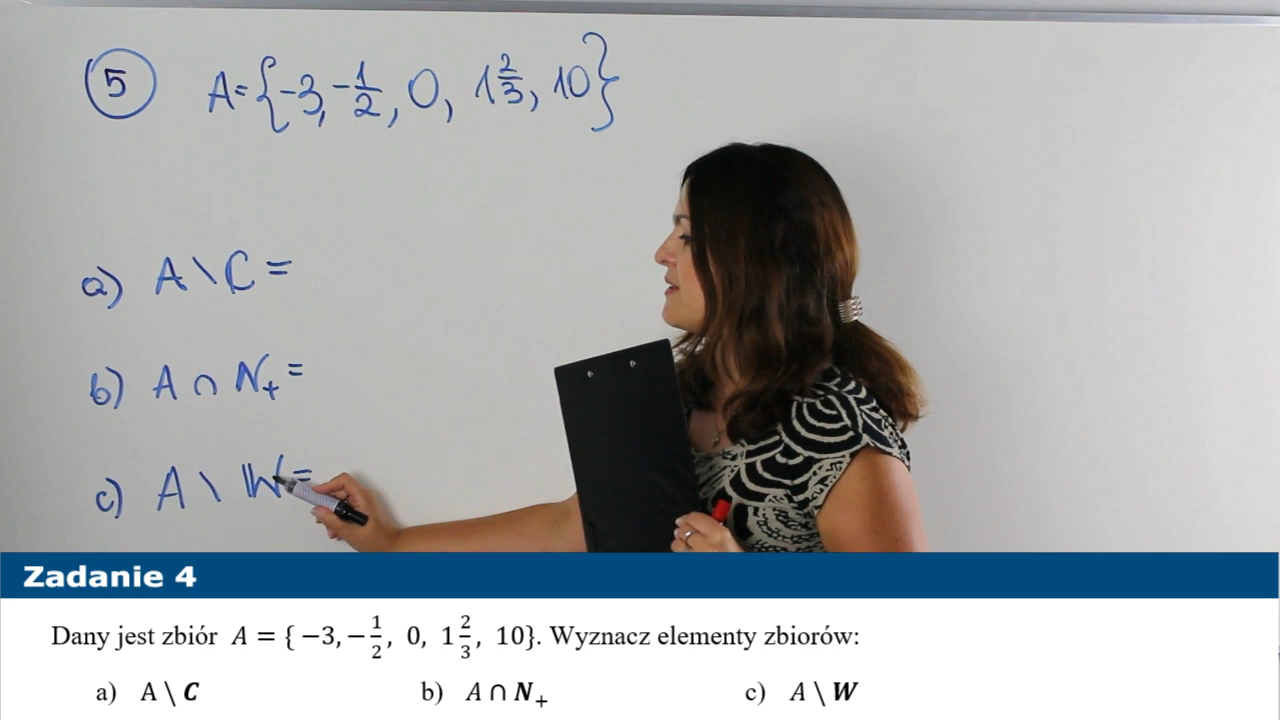 5 A = {-3, -1/2, 0, 1 2/3, 10}
a) A \ C =
b) A ∩ N₊ =
c) A \ W =
Zadanie 4
Dany jest zbiór A = { −3, −1/2, 0, 1 2/3, 10}. Wyznacz elementy zbiorów:
a) A \ C b) A ∩ N₊ c) A \ W